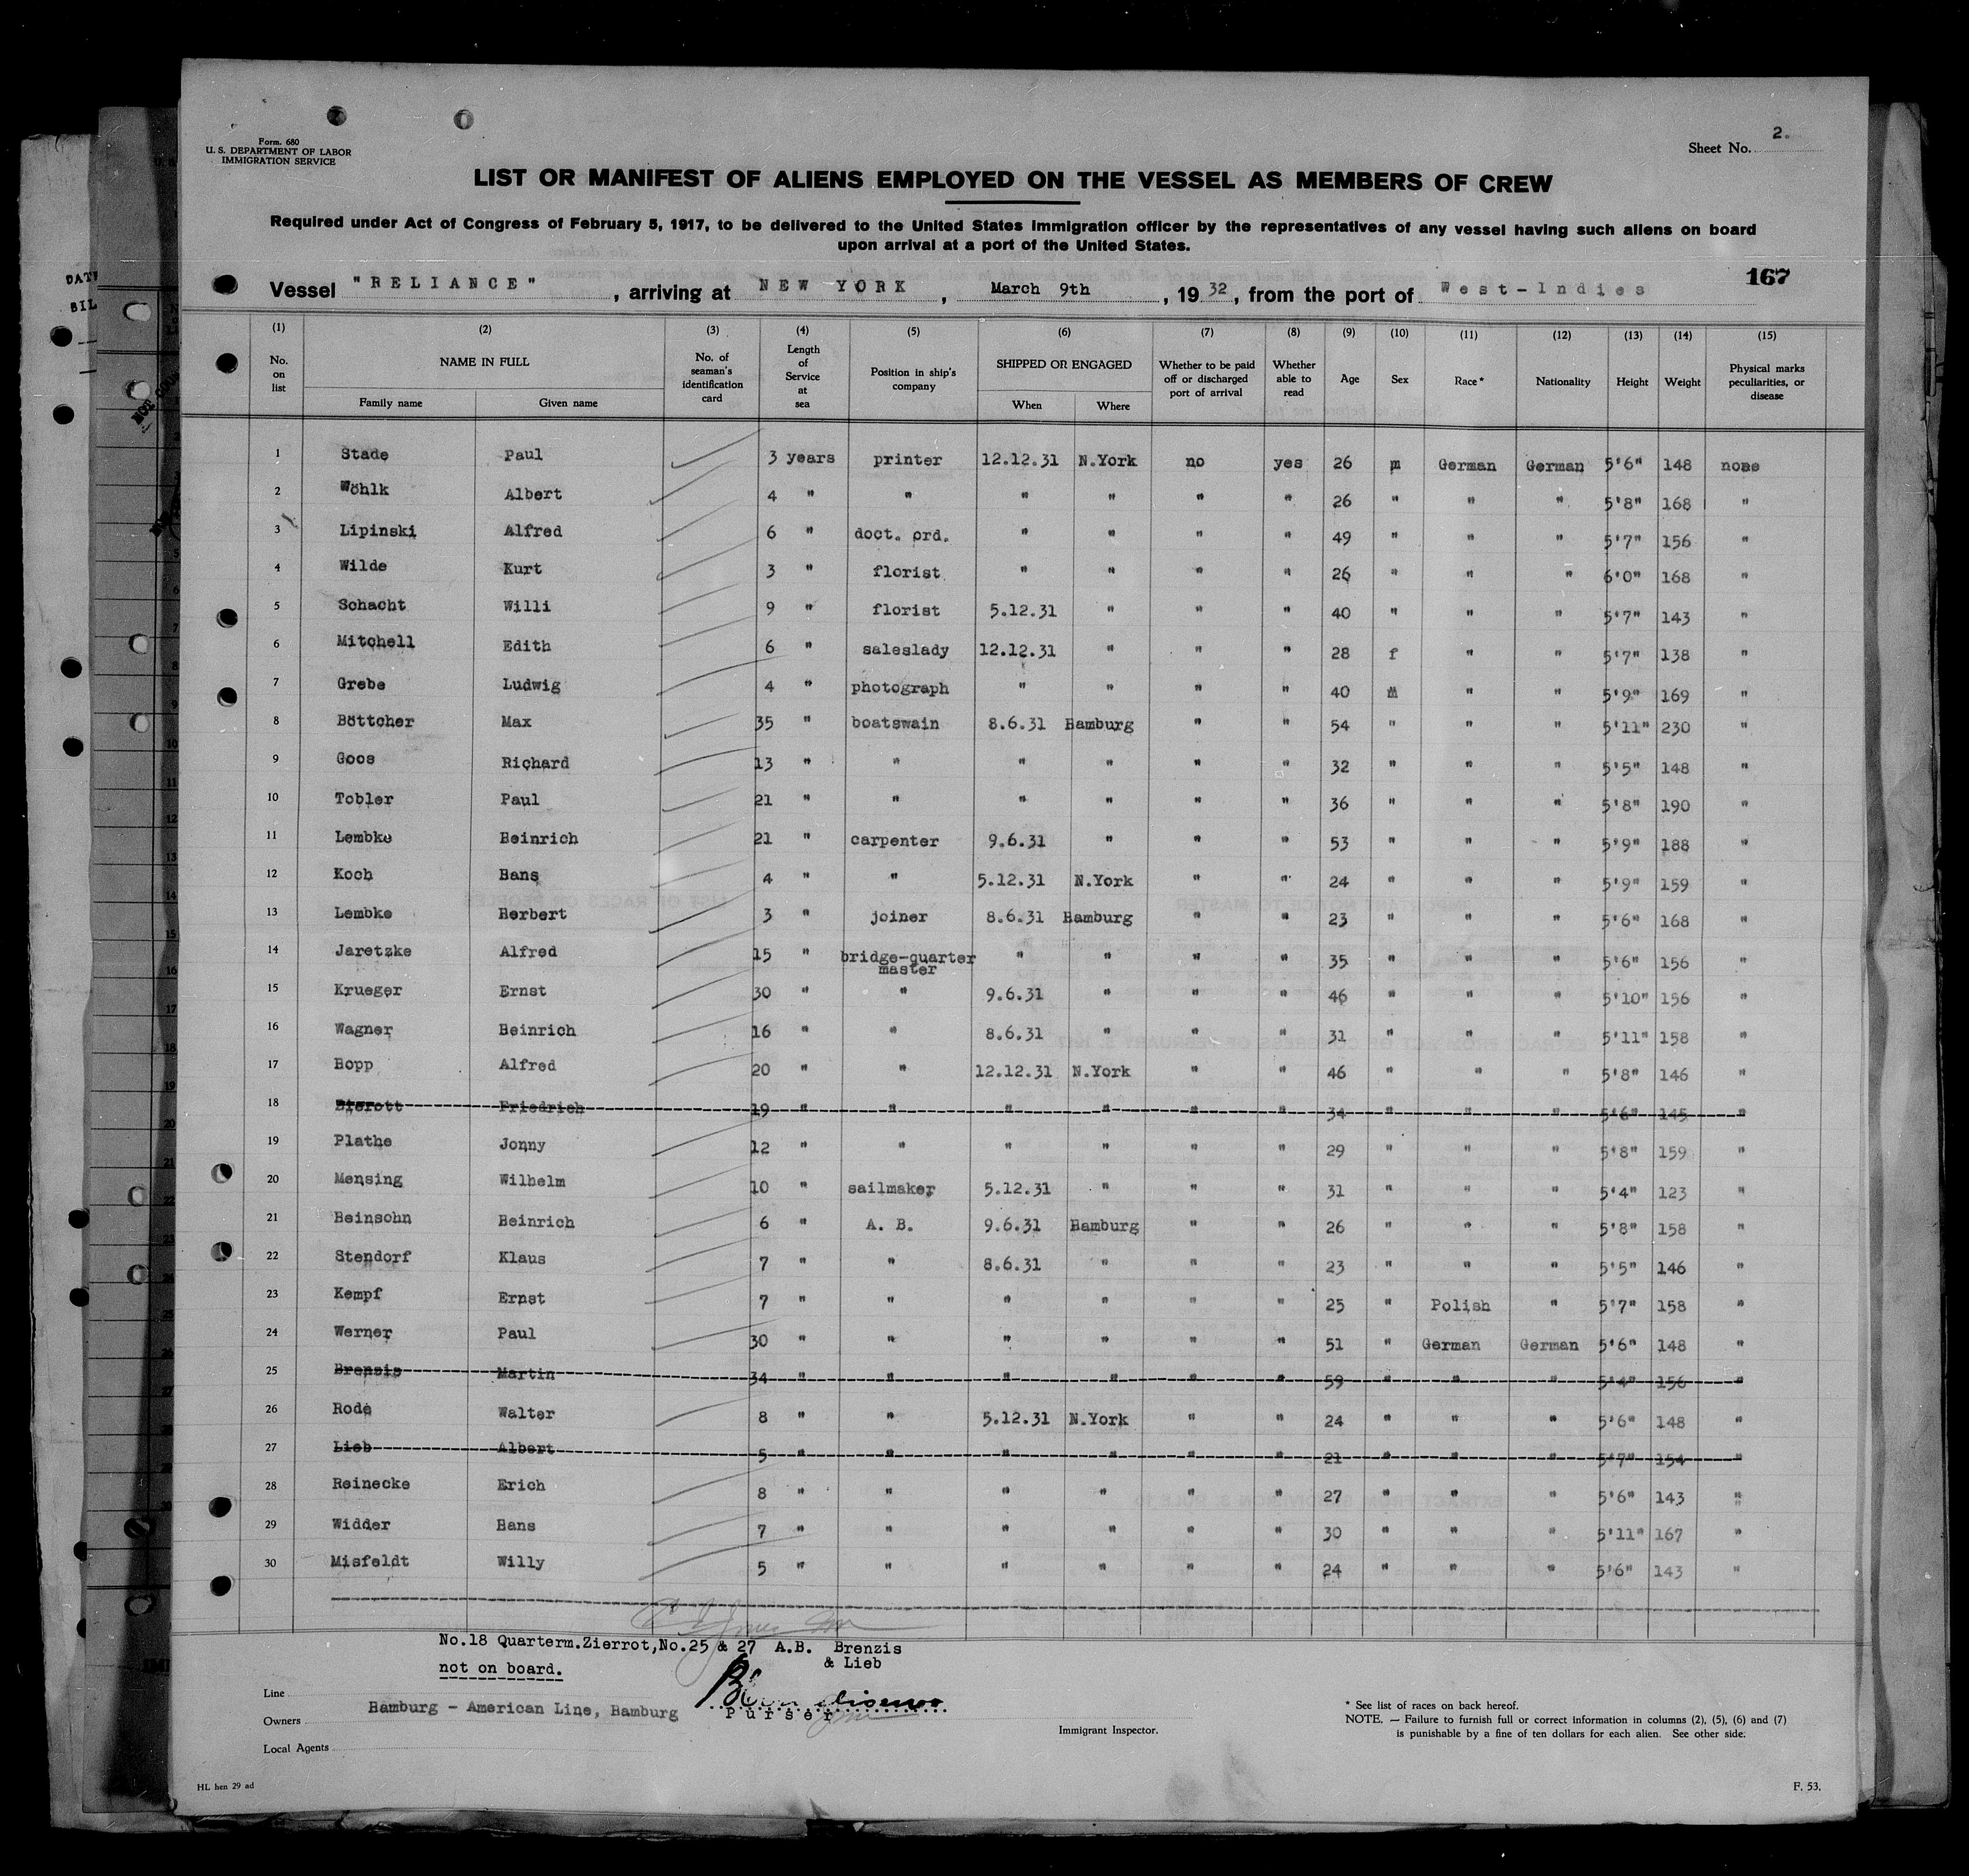 Form. 680
U. S. DEPARTMENT OF LABOR
IMMIGRATION SERVICE
Sheet No. 2.
LIST OR MANIFEST OF ALIENS EMPLOYED ON THE VESSEL AS MEMBERS OF CREW
Required under Act of Congress of February 5, 1917, to be delivered to the United States immigration officer by the representatives of any vessel having such aliens on board
upon arrival at a port of the United States.
167
Vessel "RELIANCE", arriving at NEW YORK, March 9th, 1932, from the port of West-Indies
(1) (2) (3) (4) (5) (6) (7) (8) (9) (10) (11) (12) (13) (14) (15)
No. on list NAME IN FULL Family name Given name No. of seaman's identification card Length of Service at sea Position in ship's company SHIPPED OR ENGAGED When Where Whether to be paid off or discharged port of arrival Whether able to read Age Sex Race* Nationality Height Weight Physical marks peculiarities, or disease
1 Stade Paul 3 years printer 12.12.31 N.York no yes 26 m German German 5'6" 148 none
2 Wöhlk Albert 4 " " " " " " 26 " " " 5'8" 168 "
3 Lipinski Alfred 6 " doct. ord. " " " " 49 " " " 5'7" 156 "
4 Wilde Kurt 3 " florist " " " " 26 " " " 6'0" 168 "
5 Schacht Willi 9 " florist 5.12.31 " " " 40 " " " 5'7" 143 "
6 Mitchell Edith 6 " saleslady 12.12.31 " " " 28 f " " 5'7" 138 "
7 Grebe Ludwig 4 " photograph " " " " 40 m " " 5'9" 169 "
8 Böttcher Max 35 " boatswain 8.6.31 Hamburg " " 54 " " " 5'11" 230 "
9 Goos Richard 13 " " " " " " 32 " " " 5'5" 148 "
10 Tobler Paul 21 " " " " " " 36 " " " 5'8" 190 "
11 Lembke Heinrich 21 " carpenter 9.6.31 " " " 53 " " " 5'9" 188 "
12 Koch Hans 4 " " 5.12.31 N.York " " 24 " " " 5'9" 159 "
13 Lembke Herbert 3 " joiner 8.6.31 Hamburg " " 23 " " " 5'6" 168 "
14 Jaretzke Alfred 15 " bridge-quarter master " " " " 35 " " " 5'6" 156 "
15 Krueger Ernst 30 " " 9.6.31 " " " 46 " " " 5'10" 156 "
16 Wagner Heinrich 16 " " 8.6.31 " " " 31 " " " 5'11" 158 "
17 Bopp Alfred 20 " " 12.12.31 N.York " " 46 " " " 5'8" 146 "
18 Zierott Friedrich 19 " " " " " " 34 " " " 5'6" 145 "
19 Plathe Jonny 12 " " " " " " 29 " " " 5'8" 159 "
20 Mensing Wilhelm 10 " sailmaker 5.12.31 " " " 31 " " " 5'4" 123 "
21 Heinsohn Heinrich 6 " A. B. 9.6.31 Hamburg " " 26 " " " 5'8" 158 "
22 Stendorf Klaus 7 " " 8.6.31 " " " 23 " " " 5'5" 146 "
23 Kempf Ernst 7 " " " " " " 25 " Polish " 5'7" 158 "
24 Werner Paul 30 " " " " " " 51 " German German 5'6" 148 "
25 Brenzis Martin 34 " " " " " " 59 " " " 5'4" 156 "
26 Rode Walter 8 " " 5.12.31 N.York " " 24 " " " 5'6" 148 "
27 Lieb Albert 5 " " " " " " 21 " " " 5'7" 154 "
28 Reinecke Erich 8 " " " " " " 27 " " " 5'6" 143 "
29 Widder Hans 7 " " " " " " 30 " " " 5'11" 167 "
30 Misfeldt Willy 5 " " " " " " 24 " " " 5'6" 143 "
No.18 Quarterm.Zierrot,No.25 & 27 A.B. Brenzis
& Lieb
not on board.
Line
Owners Hamburg - American Line, Hamburg
Purser
Local Agents
Immigrant Inspector.
* See list of races on back hereof.
NOTE. — Failure to furnish full or correct information in columns (2), (5), (6) and (7)
is punishable by a fine of ten dollars for each alien. See other side.
HL hen 29 ad
F. 53.